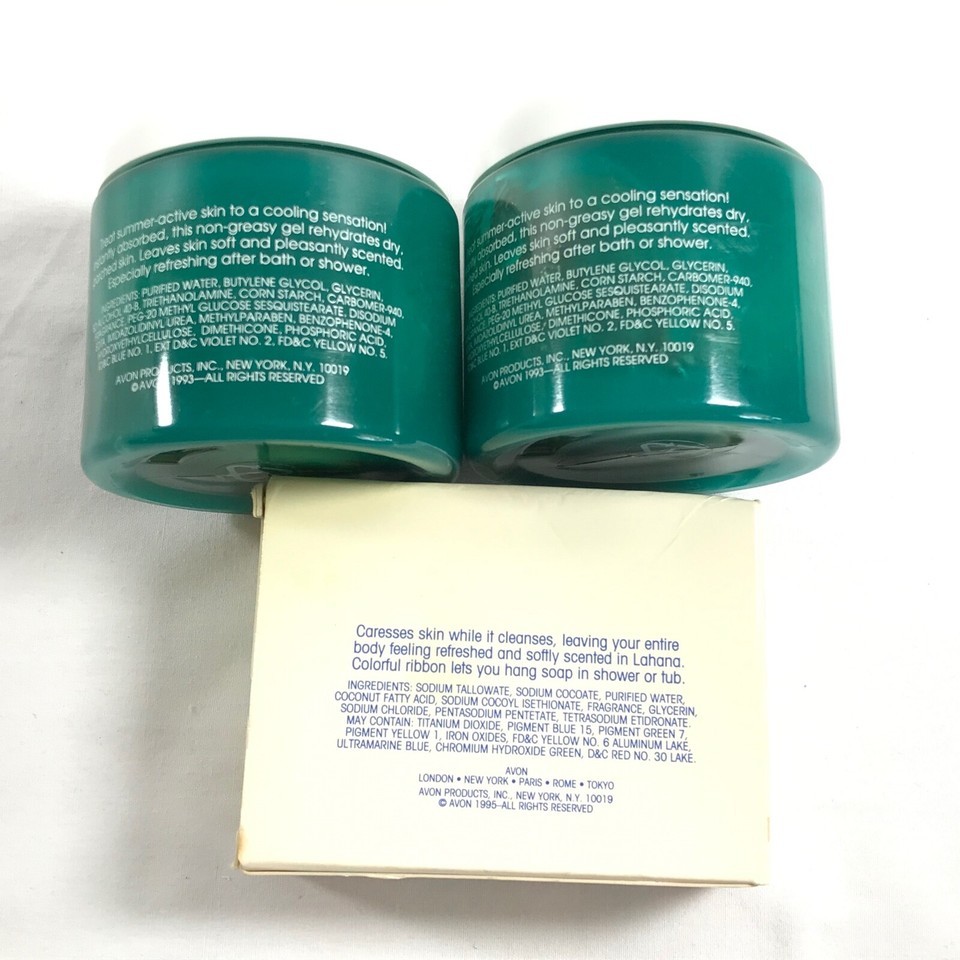 Treat summer-active skin to a cooling sensation!
Instantly absorbed, this non-greasy gel rehydrates dry,
parched skin. Leaves skin soft and pleasantly scented.
Especially refreshing after bath or shower.
INGREDIENTS: PURIFIED WATER, BUTYLENE GLYCOL, GLYCERIN,
ALCOHOL 40-B, TRIETHANOLAMINE, CORN STARCH, CARBOMER-940,
PEG-20 METHYL GLUCOSE SESQUISTEARATE, DISODIUM
IMIDAZOLIDINYL UREA, METHYLPARABEN, BENZOPHENONE-4,
HYDROXYETHYLCELLULOSE, DIMETHICONE, PHOSPHORIC ACID,
BLUE NO. 1, EXT D&C VIOLET NO. 2, FD&C YELLOW NO. 5.
AVON PRODUCTS, INC., NEW YORK, N.Y. 10019
© AVON 1993—ALL RIGHTS RESERVED
summer-active skin to a cooling sensation!
absorbed, this non-greasy gel rehydrates dry,
skin. Leaves skin soft and pleasantly scented.
Especially refreshing after bath or shower.
INGREDIENTS: PURIFIED WATER, BUTYLENE GLYCOL, GLYCERIN,
40-B, TRIETHANOLAMINE, CORN STARCH, CARBOMER-940,
PEG-20 METHYL GLUCOSE SESQUISTEARATE, DISODIUM
UREA, METHYL PARABEN, BENZOPHENONE-4,
DIMETHICONE, PHOSPHORIC ACID,
BLUE NO. 1, EXT D&C VIOLET NO. 2, FD&C YELLOW NO. 5.
AVON PRODUCTS, INC., NEW YORK, N.Y. 10019
© AVON 1993—ALL RIGHTS RESERVED
Caresses skin while it cleanses, leaving your entire
body feeling refreshed and softly scented in Lahana.
Colorful ribbon lets you hang soap in shower or tub.
INGREDIENTS: SODIUM TALLOWATE, SODIUM COCOATE, PURIFIED WATER,
COCONUT FATTY ACID, SODIUM COCOYL ISETHIONATE, FRAGRANCE, GLYCERIN,
SODIUM CHLORIDE, PENTASODIUM PENTETATE, TETRASODIUM ETIDRONATE.
MAY CONTAIN: TITANIUM DIOXIDE, PIGMENT BLUE 15, PIGMENT GREEN 7,
PIGMENT YELLOW 1, IRON OXIDES, FD&C YELLOW NO. 6 ALUMINUM LAKE,
ULTRAMARINE BLUE, CHROMIUM HYDROXIDE GREEN, D&C RED NO. 30 LAKE.
AVON
LONDON • NEW YORK • PARIS • ROME • TOKYO
AVON PRODUCTS, INC., NEW YORK, N.Y. 10019
© AVON 1995–ALL RIGHTS RESERVED